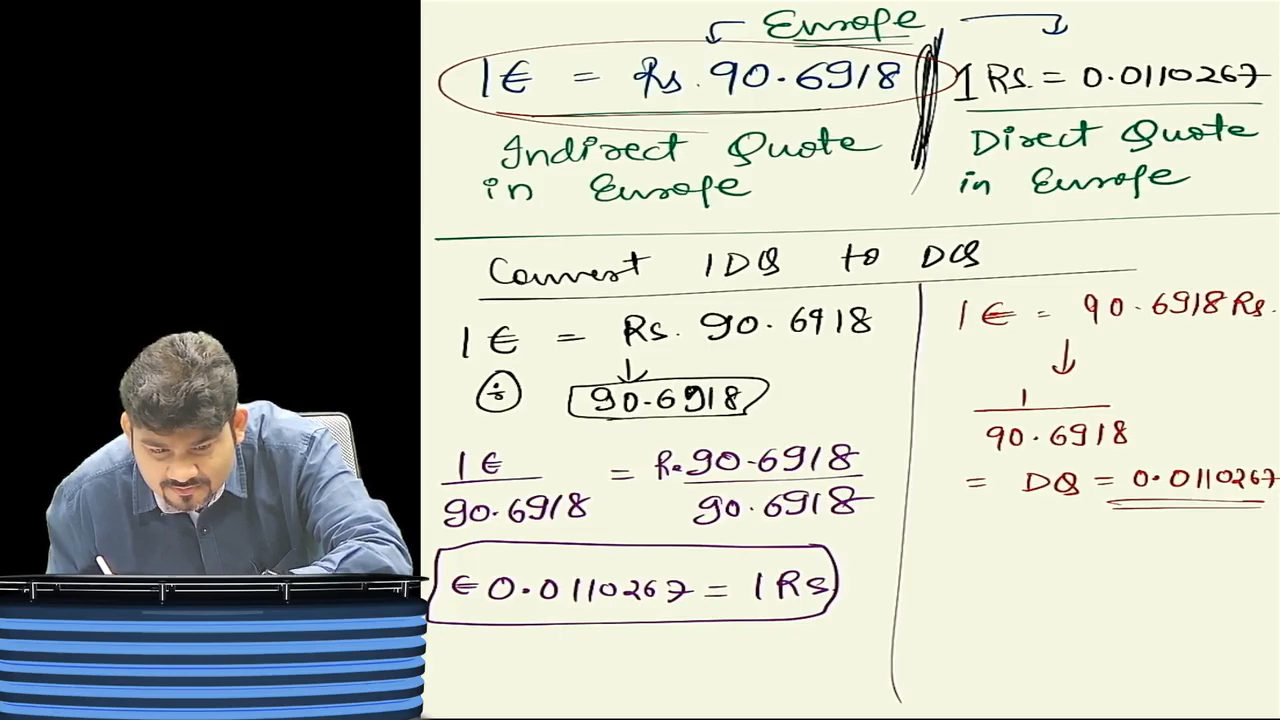 Europe
1€ = Rs. 90.6918
1 Rs. = 0.0110267
Indirect Quote
in Europe
Direct Quote
in Europe
Convert IDQ to DQ
1€ = Rs. 90.6918
÷ 90.6918
1€ / 90.6918 = Rs. 90.6918 / 90.6918
€ 0.0110267 = 1 Rs
1€ = 90.6918 Rs.
1
90.6918
= DQ = 0.0110267